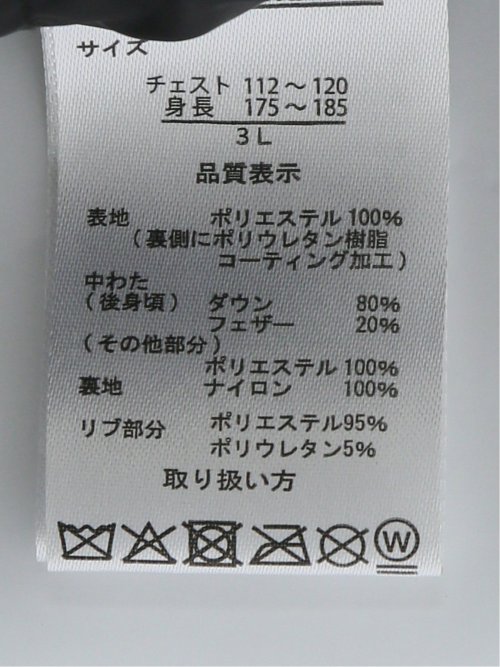 サイズ
チェスト 112～120
身長 175～185
3L
品質表示
表地 ポリエステル 100%
(裏側にポリウレタン樹脂
コーティング加工)
中わた
(後身頃) ダウン 80%
フェザー 20%
(その他部分)
ポリエステル 100%
裏地 ナイロン 100%
リブ部分 ポリエステル95%
ポリウレタン5%
取り扱い方
W